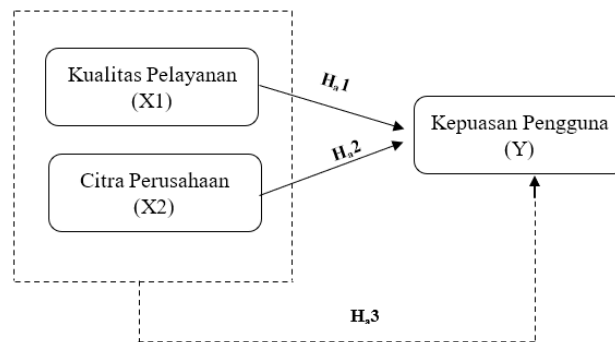 Kualitas Pelayanan
(X1)
Hₐ1
Kepuasan Pengguna
(Y)
Hₐ2
Citra Perusahaan
(X2)
Hₐ3